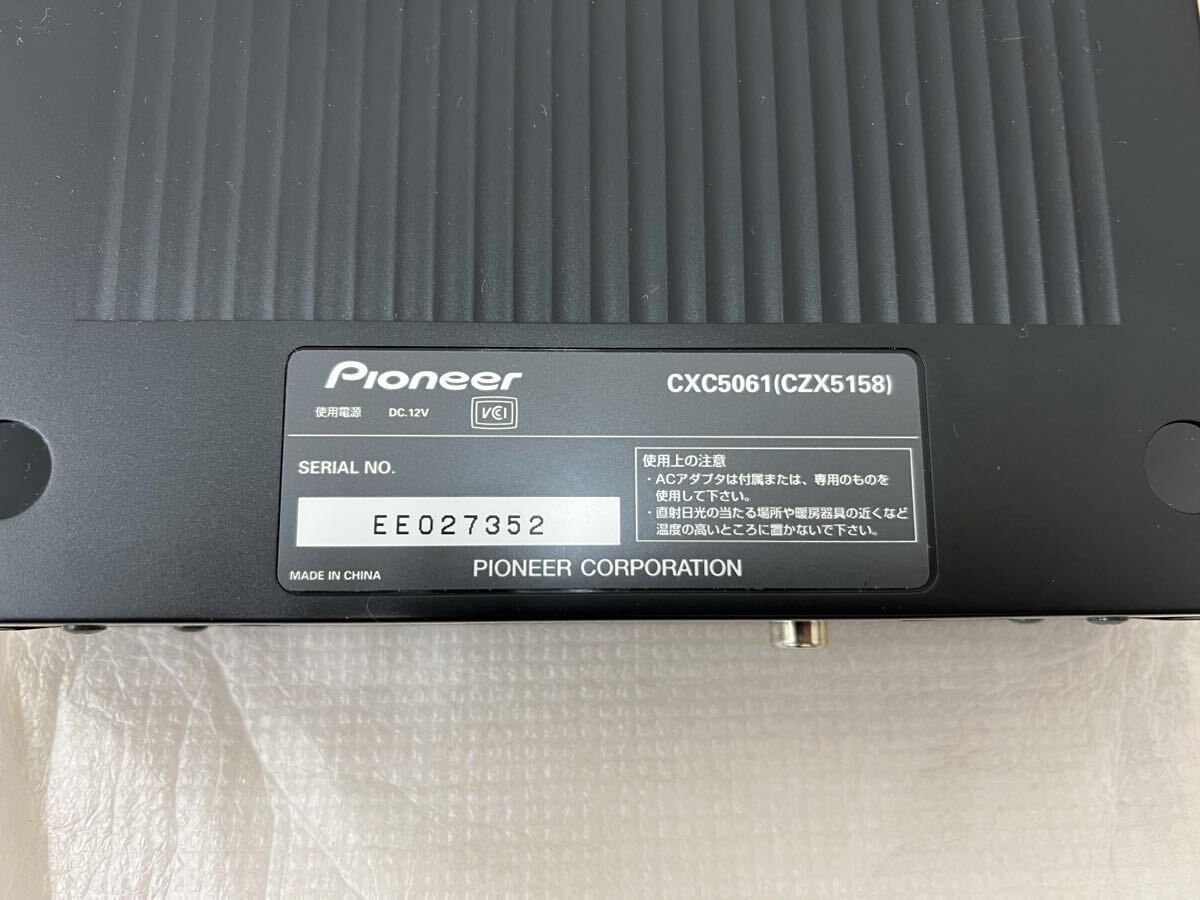 Pioneer
CXC5061(CZX5158)
使用電源 DC.12V VCI
SERIAL NO.
EE027352
使用上の注意
・ACアダプタは付属または、専用のものを
使用して下さい。
・直射日光の当たる場所や暖房器具の近くなど
温度の高いところに置かないで下さい。
MADE IN CHINA
PIONEER CORPORATION